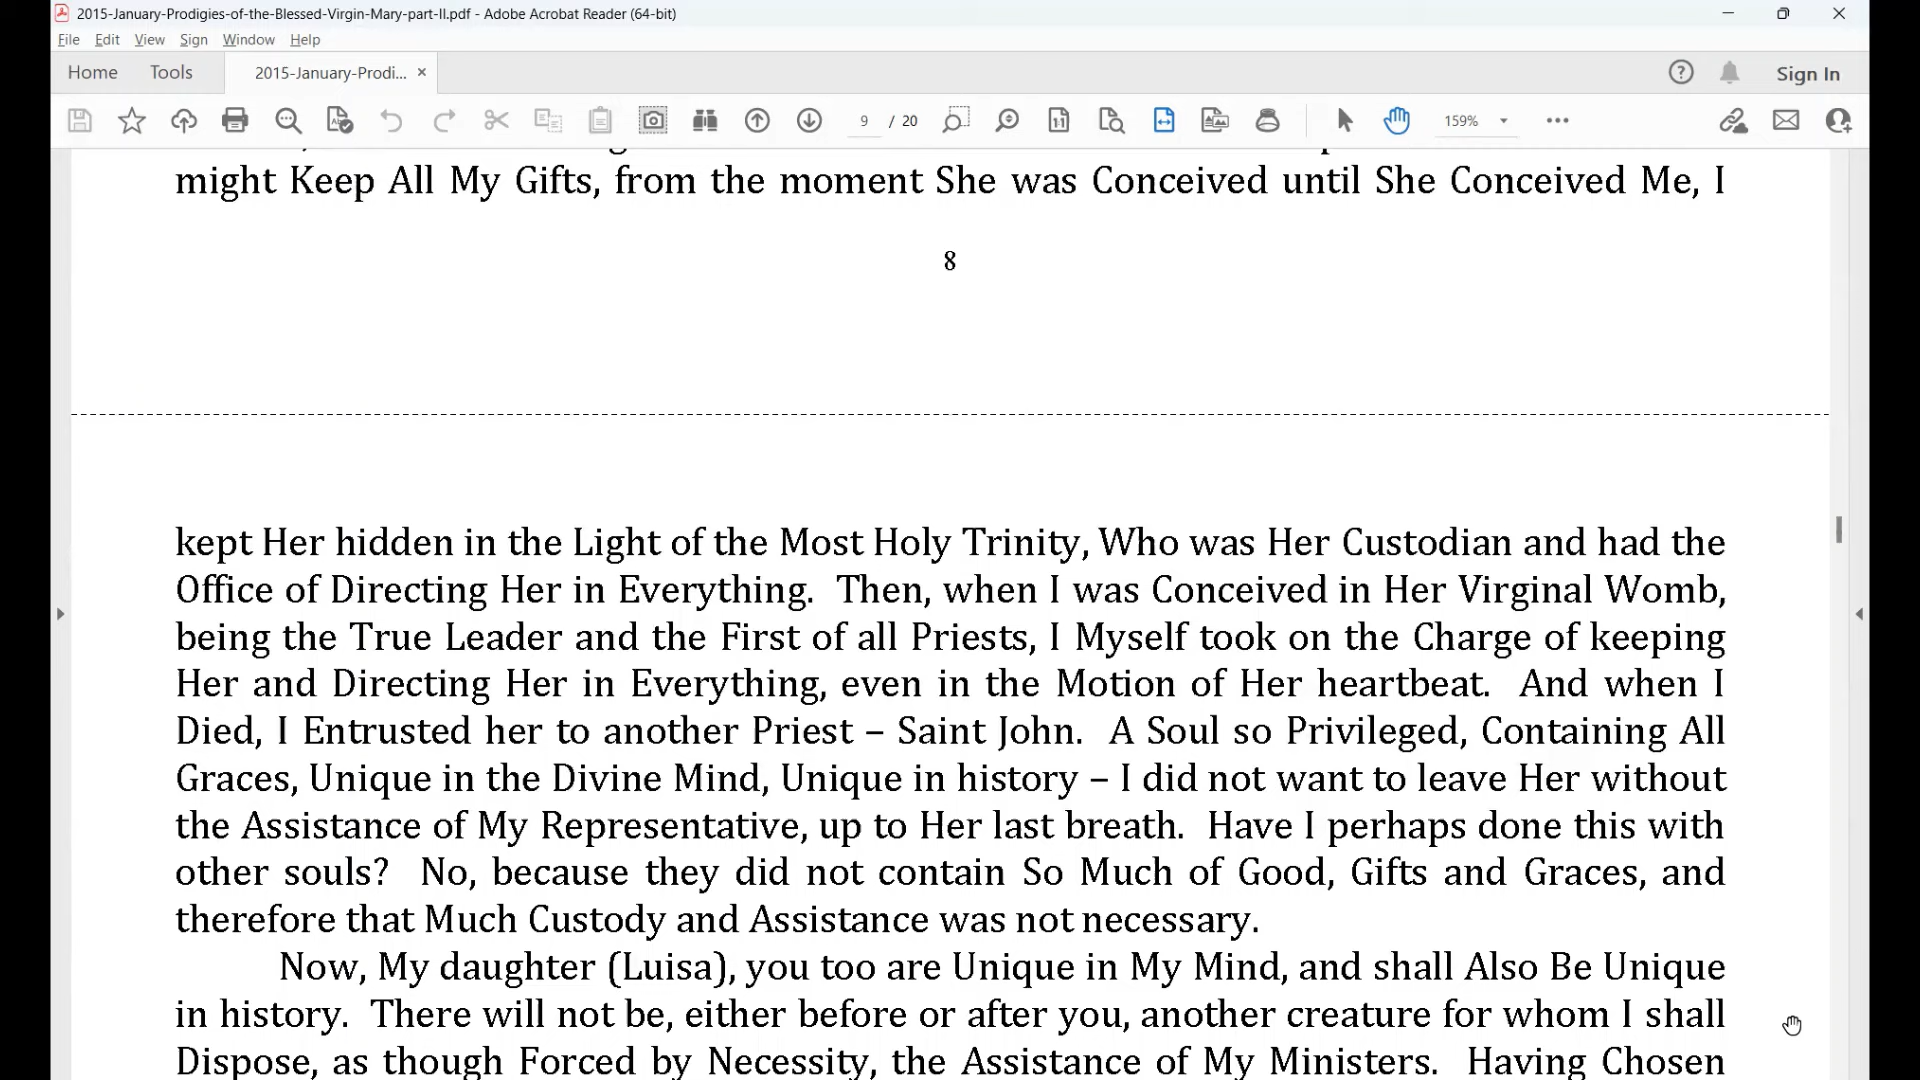 2015-January-Prodigies-of-the-Blessed-Virgin-Mary-part-II.pdf - Adobe Acrobat Reader (64-bit)
File Edit View Sign Window Help
Home Tools 2015-January-Prodi... × Sign In
9 / 20 159%
might Keep All My Gifts, from the moment She was Conceived until She Conceived Me, I
8
kept Her hidden in the Light of the Most Holy Trinity, Who was Her Custodian and had the
Office of Directing Her in Everything. Then, when I was Conceived in Her Virginal Womb,
being the True Leader and the First of all Priests, I Myself took on the Charge of keeping
Her and Directing Her in Everything, even in the Motion of Her heartbeat. And when I
Died, I Entrusted her to another Priest – Saint John. A Soul so Privileged, Containing All
Graces, Unique in the Divine Mind, Unique in history – I did not want to leave Her without
the Assistance of My Representative, up to Her last breath. Have I perhaps done this with
other souls? No, because they did not contain So Much of Good, Gifts and Graces, and
therefore that Much Custody and Assistance was not necessary.
Now, My daughter (Luisa), you too are Unique in My Mind, and shall Also Be Unique
in history. There will not be, either before or after you, another creature for whom I shall
Dispose, as though Forced by Necessity, the Assistance of My Ministers. Having Chosen